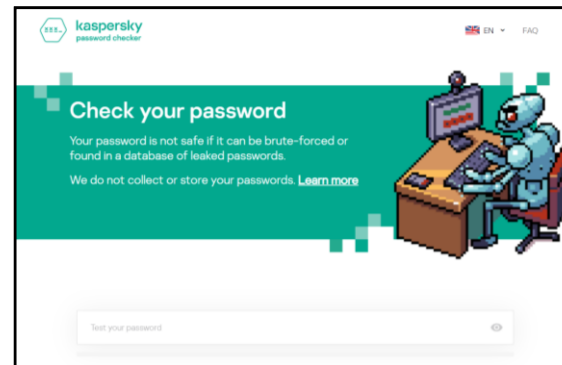 kaspersky
password checker
EN
FAQ
Check your password
Your password is not safe if it can be brute-forced or
found in a database of leaked passwords.
We do not collect or store your passwords. Learn more
Test your password